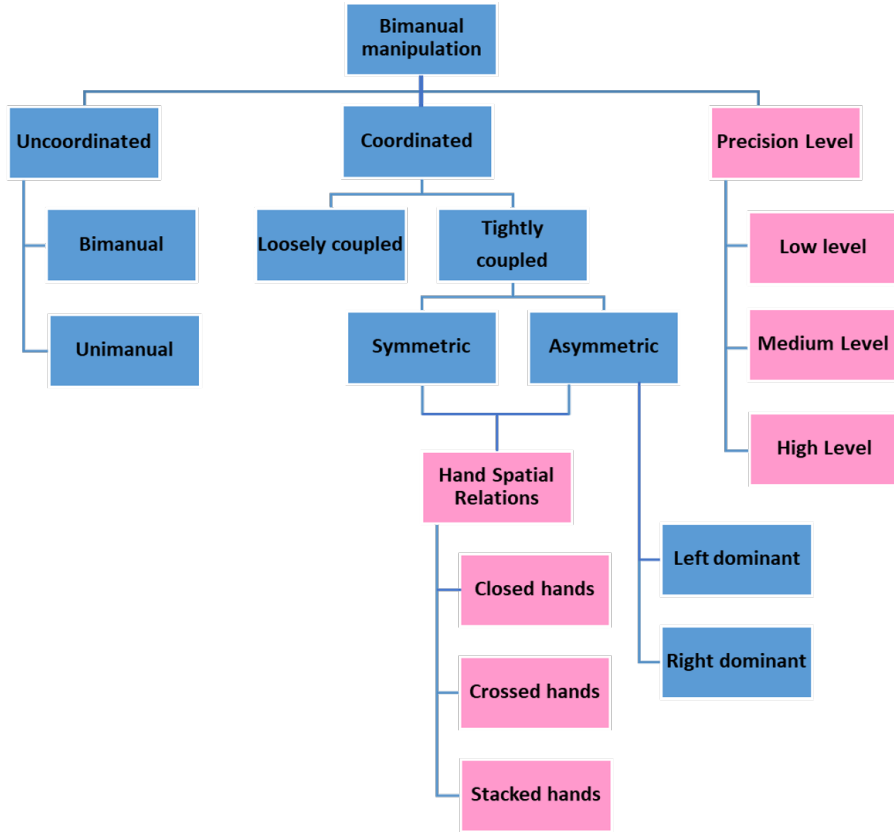 Bimanual
manipulation
Uncoordinated
Coordinated
Precision Level
Bimanual
Unimanual
Loosely coupled
Tightly
coupled
Low level
Medium Level
High Level
Symmetric
Asymmetric
Hand Spatial
Relations
Closed hands
Crossed hands
Stacked hands
Left dominant
Right dominant